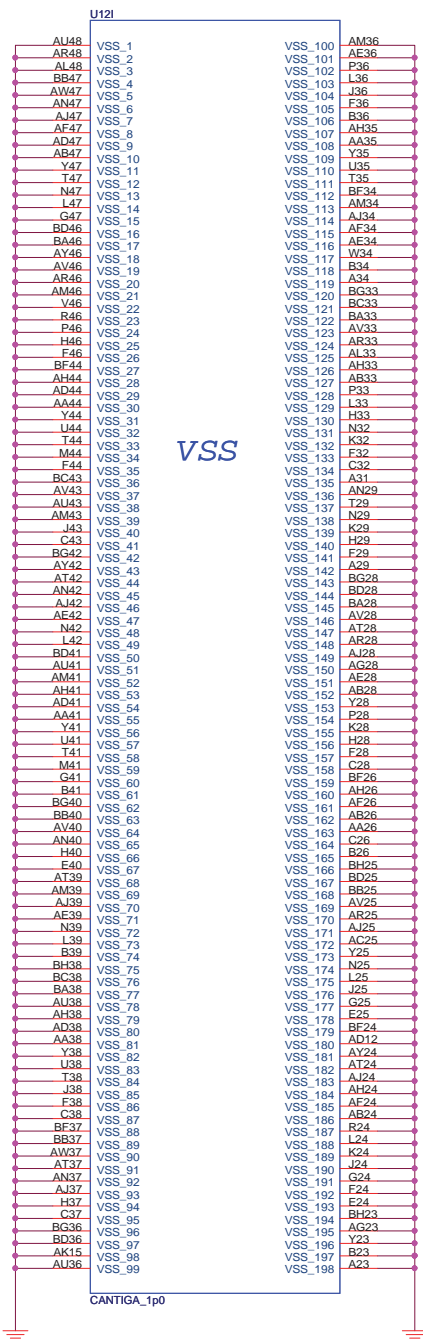 U12I
AU48 VSS_1 VSS_100 AM36
AR48 VSS_2 VSS_101 AE36
AL48 VSS_3 VSS_102 P36
BB47 VSS_4 VSS_103 L36
AW47 VSS_5 VSS_104 J36
AN47 VSS_6 VSS_105 F36
AJ47 VSS_7 VSS_106 B36
AF47 VSS_8 VSS_107 AH35
AD47 VSS_9 VSS_108 AA35
AB47 VSS_10 VSS_109 Y35
Y47 VSS_11 VSS_110 U35
T47 VSS_12 VSS_111 T35
N47 VSS_13 VSS_112 BF34
L47 VSS_14 VSS_113 AM34
G47 VSS_15 VSS_114 AJ34
BD46 VSS_16 VSS_115 AF34
BA46 VSS_17 VSS_116 AE34
AY46 VSS_18 VSS_117 W34
AV46 VSS_19 VSS_118 B34
AR46 VSS_20 VSS_119 A34
AM46 VSS_21 VSS_120 BG33
V46 VSS_22 VSS_121 BC33
R46 VSS_23 VSS_122 BA33
P46 VSS_24 VSS_123 AV33
H46 VSS_25 VSS_124 AR33
F46 VSS_26 VSS_125 AL33
BF44 VSS_27 VSS_126 AH33
AH44 VSS_28 VSS_127 AB33
AD44 VSS_29 VSS_128 P33
AA44 VSS_30 VSS_129 L33
Y44 VSS_31 VSS_130 H33
U44 VSS_32 VSS_131 N32
T44 VSS_33 VSS_132 K32
VSS
M44 VSS_34 VSS_133 F32
F44 VSS_35 VSS_134 C32
BC43 VSS_36 VSS_135 A31
AV43 VSS_37 VSS_136 AN29
AU43 VSS_38 VSS_137 T29
AM43 VSS_39 VSS_138 N29
J43 VSS_40 VSS_139 K29
C43 VSS_41 VSS_140 H29
BG42 VSS_42 VSS_141 F29
AY42 VSS_43 VSS_142 A29
AT42 VSS_44 VSS_143 BG28
AN42 VSS_45 VSS_144 BD28
AJ42 VSS_46 VSS_145 BA28
AE42 VSS_47 VSS_146 AV28
N42 VSS_48 VSS_147 AT28
L42 VSS_49 VSS_148 AR28
BD41 VSS_50 VSS_149 AJ28
AU41 VSS_51 VSS_150 AG28
AM41 VSS_52 VSS_151 AE28
AH41 VSS_53 VSS_152 AB28
AD41 VSS_54 VSS_153 Y28
AA41 VSS_55 VSS_154 P28
Y41 VSS_56 VSS_155 K28
U41 VSS_57 VSS_156 H28
T41 VSS_58 VSS_157 F28
M41 VSS_59 VSS_158 C28
G41 VSS_60 VSS_159 BF26
B41 VSS_61 VSS_160 AH26
BG40 VSS_62 VSS_161 AF26
BB40 VSS_63 VSS_162 AB26
AV40 VSS_64 VSS_163 AA26
AN40 VSS_65 VSS_164 C26
H40 VSS_66 VSS_165 B26
E40 VSS_67 VSS_166 BH25
AT39 VSS_68 VSS_167 BD25
AM39 VSS_69 VSS_168 BB25
AJ39 VSS_70 VSS_169 AV25
AE39 VSS_71 VSS_170 AR25
N39 VSS_72 VSS_171 AJ25
L39 VSS_73 VSS_172 AC25
B39 VSS_74 VSS_173 Y25
BH38 VSS_75 VSS_174 N25
BC38 VSS_76 VSS_175 L25
BA38 VSS_77 VSS_176 J25
AU38 VSS_78 VSS_177 G25
AH38 VSS_79 VSS_178 E25
AD38 VSS_80 VSS_179 BF24
AA38 VSS_81 VSS_180 AD12
Y38 VSS_82 VSS_181 AY24
U38 VSS_83 VSS_182 AT24
T38 VSS_84 VSS_183 AJ24
J38 VSS_85 VSS_184 AH24
F38 VSS_86 VSS_185 AF24
C38 VSS_87 VSS_186 AB24
BF37 VSS_88 VSS_187 R24
BB37 VSS_89 VSS_188 L24
AW37 VSS_90 VSS_189 K24
AT37 VSS_91 VSS_190 J24
AN37 VSS_92 VSS_191 G24
AJ37 VSS_93 VSS_192 F24
H37 VSS_94 VSS_193 E24
C37 VSS_95 VSS_194 BH23
BG36 VSS_96 VSS_195 AG23
BD36 VSS_97 VSS_196 Y23
AK15 VSS_98 VSS_197 B23
AU36 VSS_99 VSS_198 A23
CANTIGA_1p0